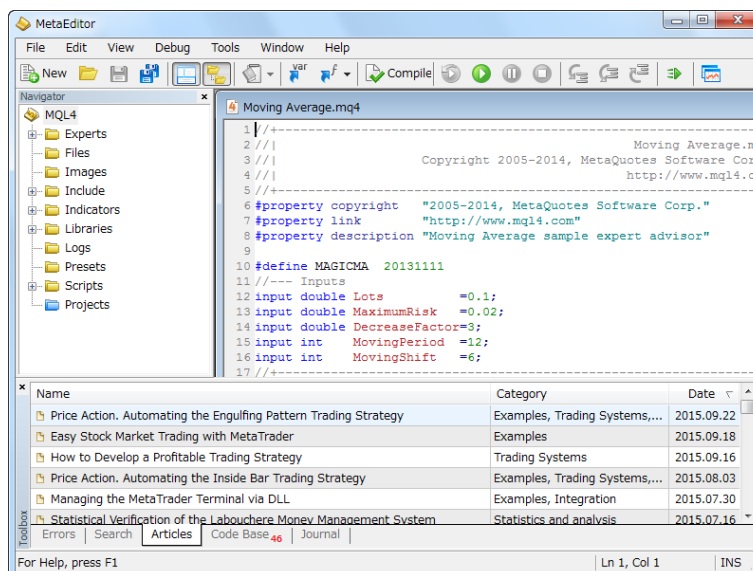 MetaEditor
File Edit View Debug Tools Window Help
New var f Compile
Navigator
MQL4
Experts
Files
Images
Include
Indicators
Libraries
Logs
Presets
Scripts
Projects
4 Moving Average.mq4
1 //+-----------------------------------------------------------
2 //| Moving Average.m
3 //| Copyright 2005-2014, MetaQuotes Software Cor
4 //| http://www.mql4.c
5 //+-----------------------------------------------------------
6 #property copyright "2005-2014, MetaQuotes Software Corp."
7 #property link "http://www.mql4.com"
8 #property description "Moving Average sample expert advisor"
9
10 #define MAGICMA 20131111
11 //--- Inputs
12 input double Lots =0.1;
13 input double MaximumRisk =0.02;
14 input double DecreaseFactor=3;
15 input int MovingPeriod =12;
16 input int MovingShift =6;
17 //+-----------------------------------------------------------
Name Category Date
Price Action. Automating the Engulfing Pattern Trading Strategy Examples, Trading Systems,... 2015.09.22
Easy Stock Market Trading with MetaTrader Examples 2015.09.18
How to Develop a Profitable Trading Strategy Trading Systems 2015.09.16
Price Action. Automating the Inside Bar Trading Strategy Examples, Trading Systems,... 2015.08.03
Managing the MetaTrader Terminal via DLL Examples, Integration 2015.07.30
Statistical Verification of the Labouchere Money Management System Statistics and analysis 2015.07.16
Toolbox
Errors Search Articles Code Base 46 Journal
For Help, press F1 Ln 1, Col 1 INS